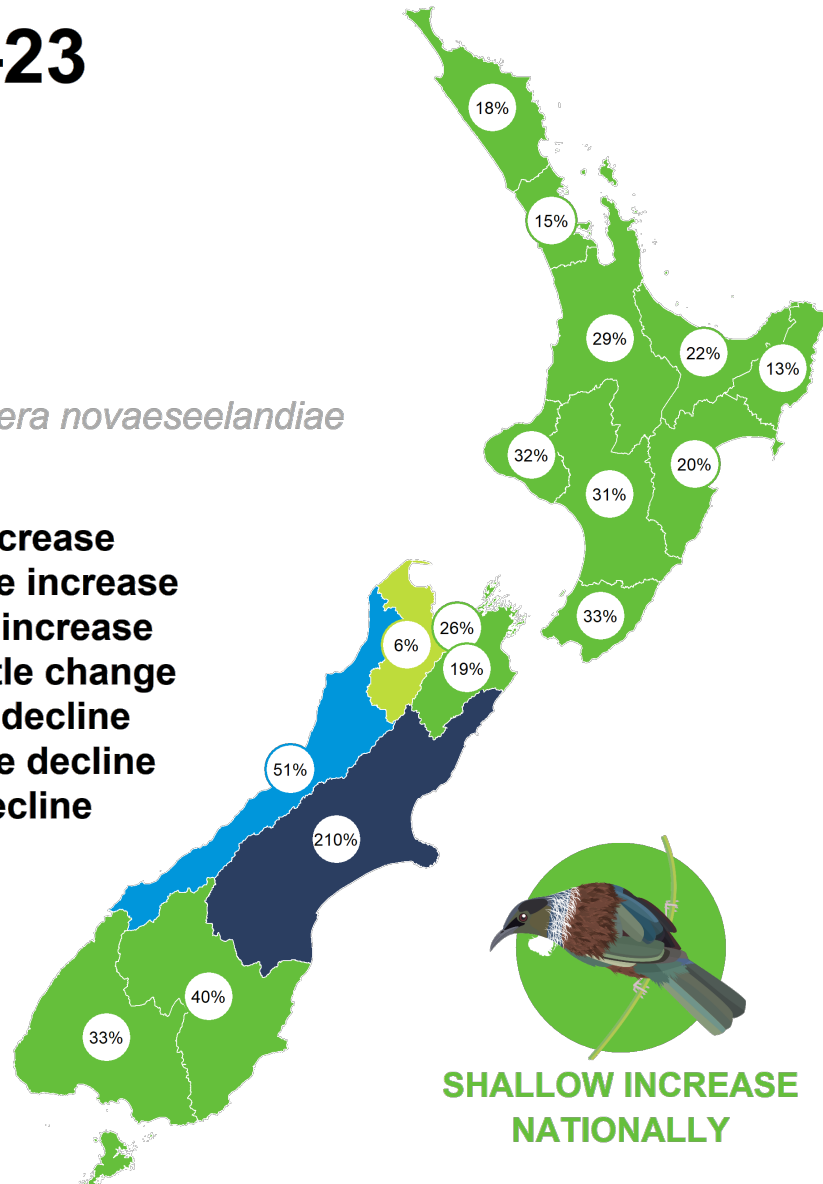 -23
18%
15%
29%
22%
13%
era novaeseelandiae
32%
31%
20%
crease
e increase
increase
tle change
decline
e decline
ecline
33%
26%
6%
19%
51%
210%
40%
33%
SHALLOW INCREASE
NATIONALLY